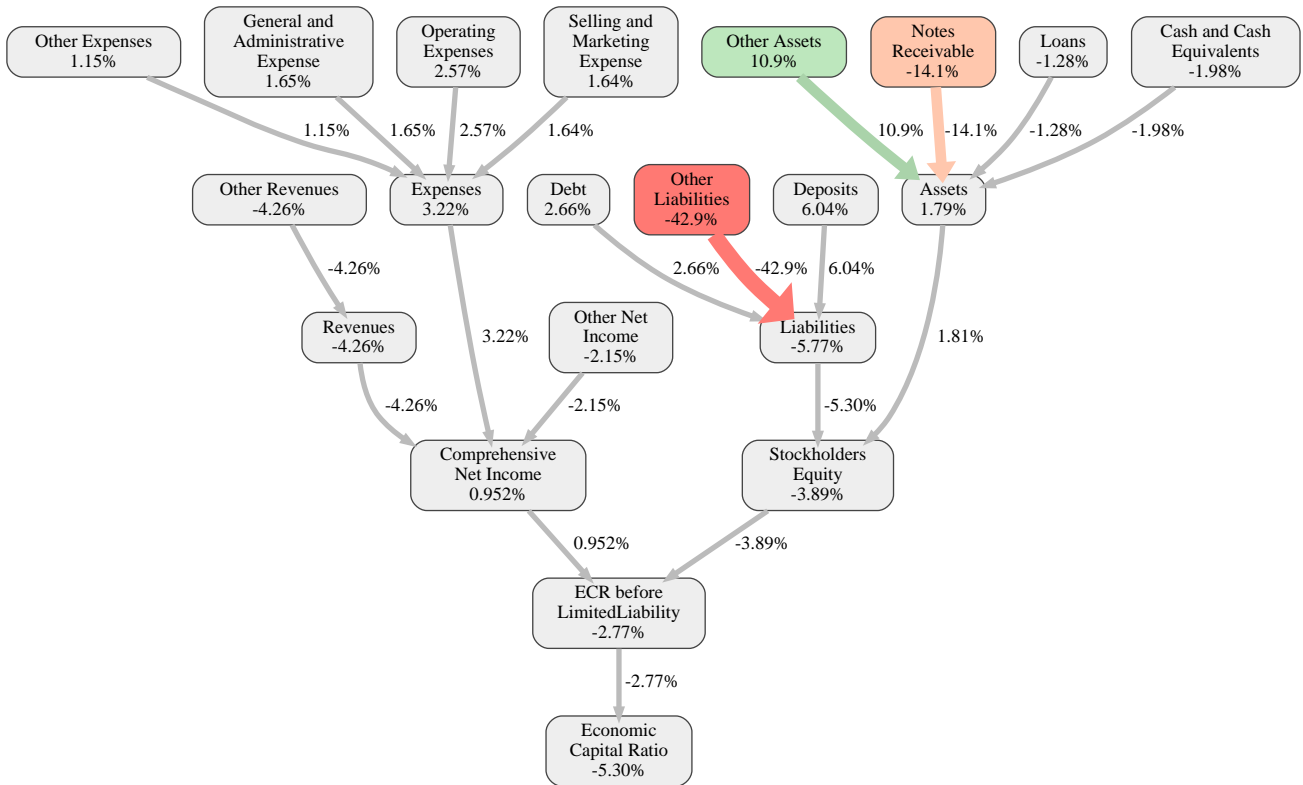 Other Expenses
1.15%
General and
Administrative
Expense
1.65%
Operating
Expenses
2.57%
Selling and
Marketing
Expense
1.64%
Other Assets
10.9%
Notes
Receivable
-14.1%
Loans
-1.28%
Cash and Cash
Equivalents
-1.98%
1.15%
1.65%
2.57%
1.64%
10.9%
-14.1%
-1.28%
-1.98%
Other Revenues
-4.26%
Expenses
3.22%
Debt
2.66%
Other
Liabilities
-42.9%
Deposits
6.04%
Assets
1.79%
-4.26%
2.66%
-42.9%
6.04%
Revenues
-4.26%
3.22%
Other Net
Income
-2.15%
Liabilities
-5.77%
1.81%
-4.26%
-2.15%
-5.30%
Comprehensive
Net Income
0.952%
Stockholders
Equity
-3.89%
0.952%
-3.89%
ECR before
LimitedLiability
-2.77%
-2.77%
Economic
Capital Ratio
-5.30%